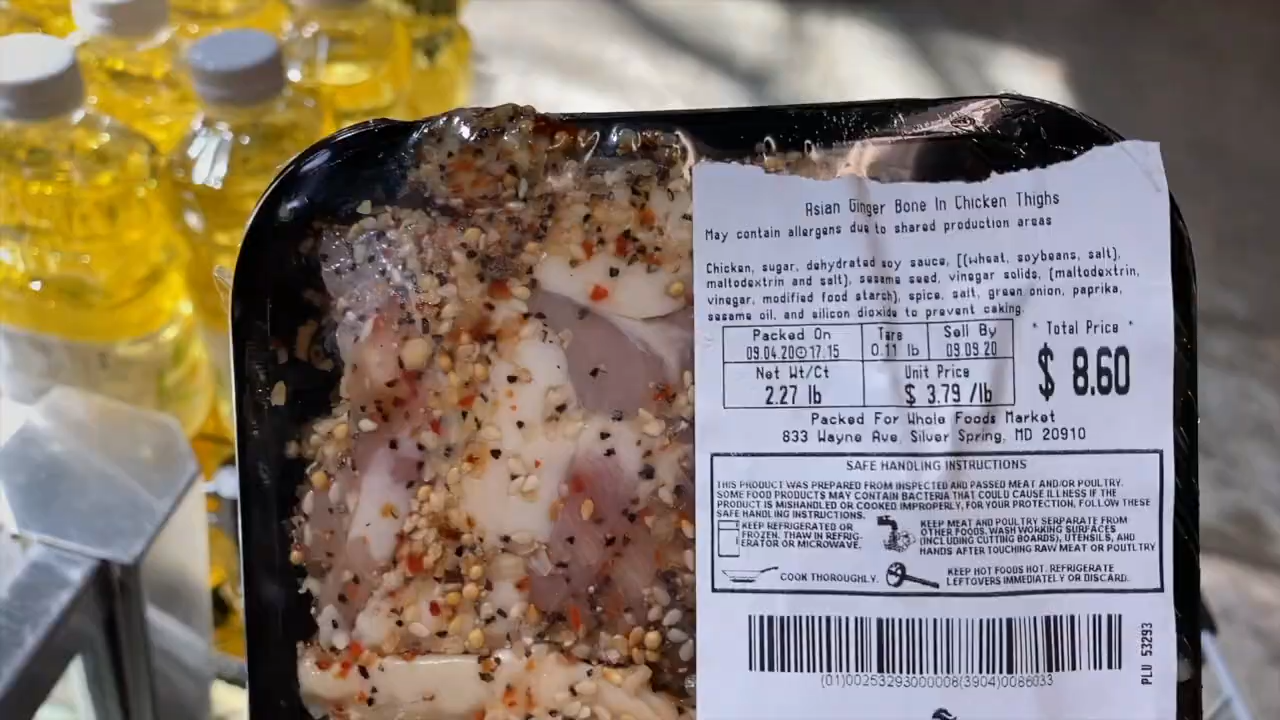 Asian Ginger Bone In Chicken Thighs
May contain allergens due to shared production areas
Chicken, sugar, dehydrated soy sauce, [(wheat, soybeans, salt),
maltodextrin and salt), sesame seed, vinegar solids, (maltodextrin,
vinegar, modified food starch), spice, salt, green onion, paprika,
sesame oil, and silicon dioxide to prevent caking.
Packed On Tare Sell By * Total Price *
09.04.20 17.15 0.11 lb 09.09.20 $ 8.60
Net Wt/Ct Unit Price
2.27 lb $ 3.79 /lb
Packed For Whole Foods Market
833 Wayne Ave, Silver Spring, MD 20910
SAFE HANDLING INSTRUCTIONS
THIS PRODUCT WAS PREPARED FROM INSPECTED AND PASSED MEAT AND/OR POULTRY.
SOME FOOD PRODUCTS MAY CONTAIN BACTERIA THAT COULD CAUSE ILLNESS IF THE
PRODUCT IS MISHANDLED OR COOKED IMPROPERLY, FOR YOUR PROTECTION, FOLLOW THESE
SAFE HANDLING INSTRUCTIONS.
KEEP REFRIGERATED OR
FROZEN. THAW IN REFRIG-
ERATOR OR MICROWAVE.
KEEP MEAT AND POULTRY SERPARATE FROM
OTHER FOODS. WASH WORKING SURFACES
(INCLUDING CUTTING BOARDS), UTENSILS, AND
HANDS AFTER TOUCHING RAW MEAT OR POULTRY
COOK THOROUGHLY.
KEEP HOT FOODS HOT. REFRIGERATE
LEFTOVERS IMMEDIATELY OR DISCARD.
(01)00253293000008(3904)0086033
PLU 53293